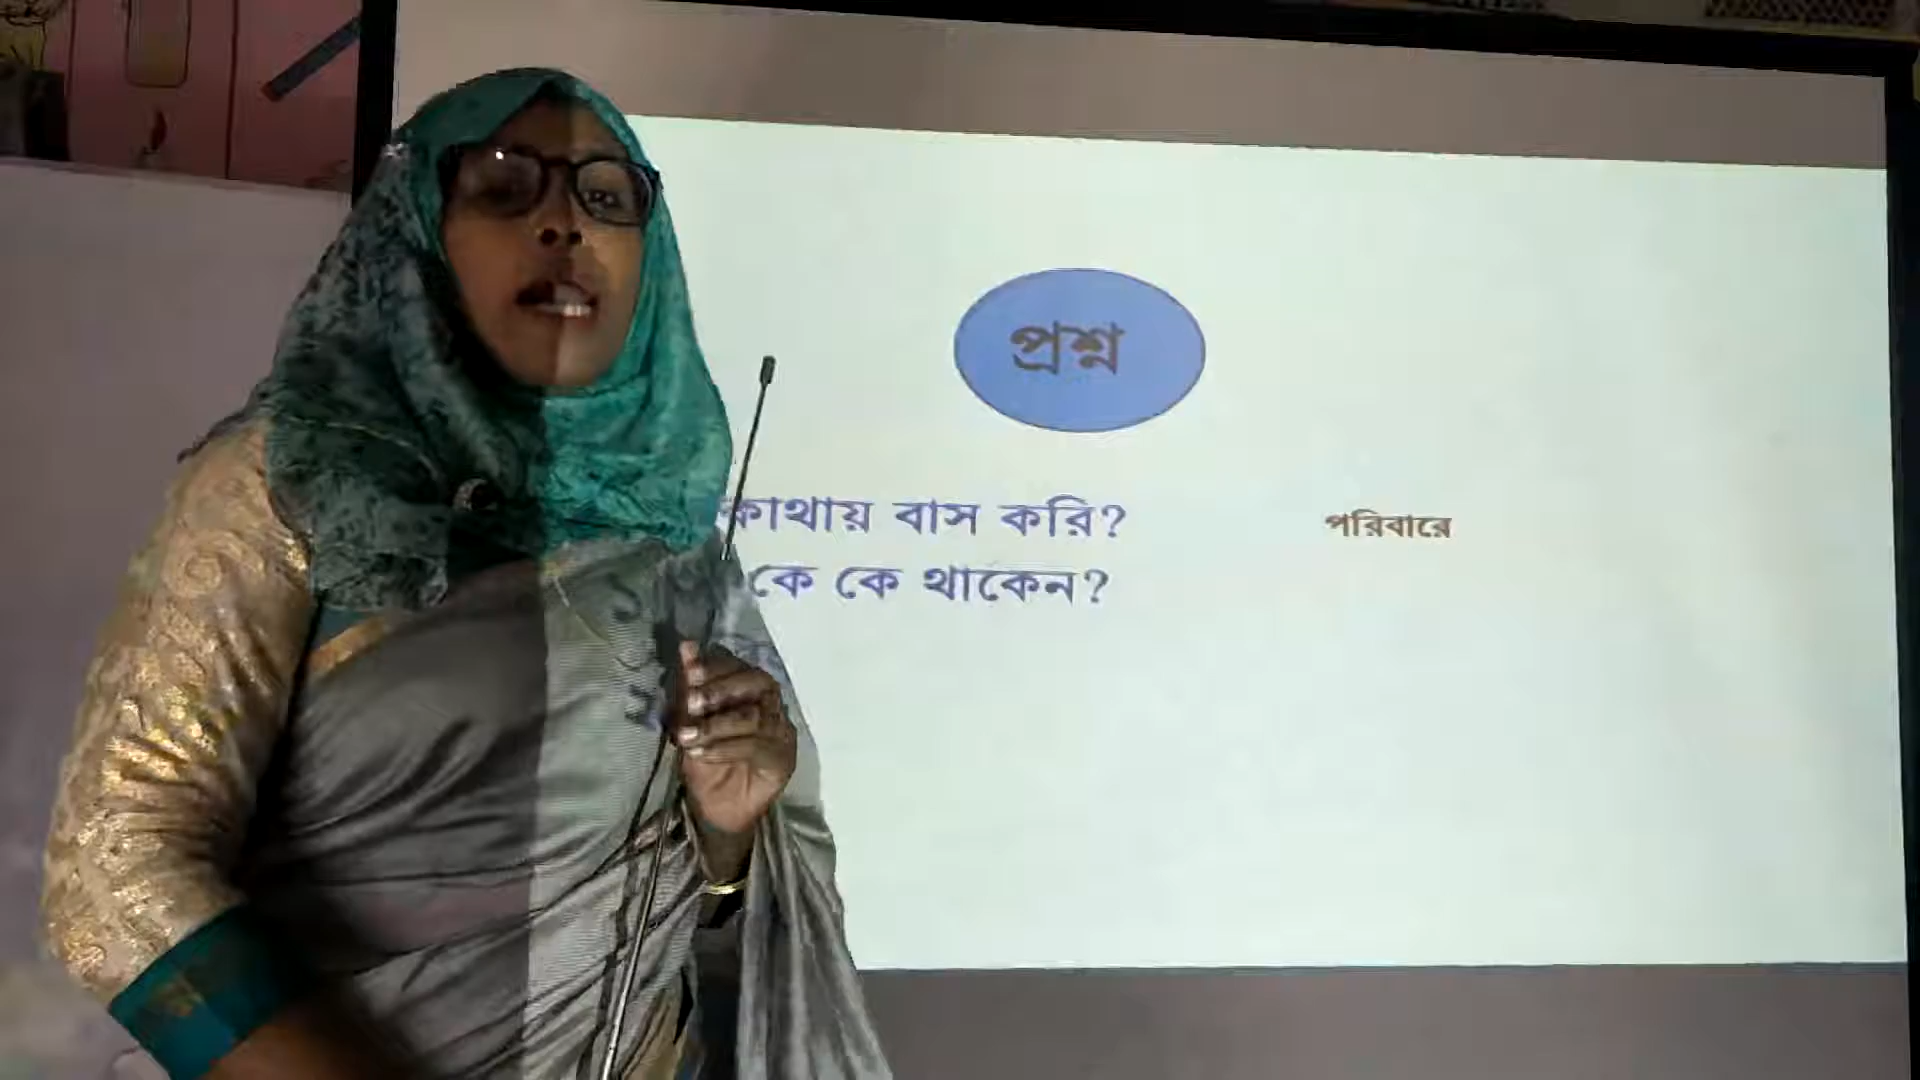 প্রশ্ন
কোথায় বাস করি? পরিবারে
কে কে থাকেন?